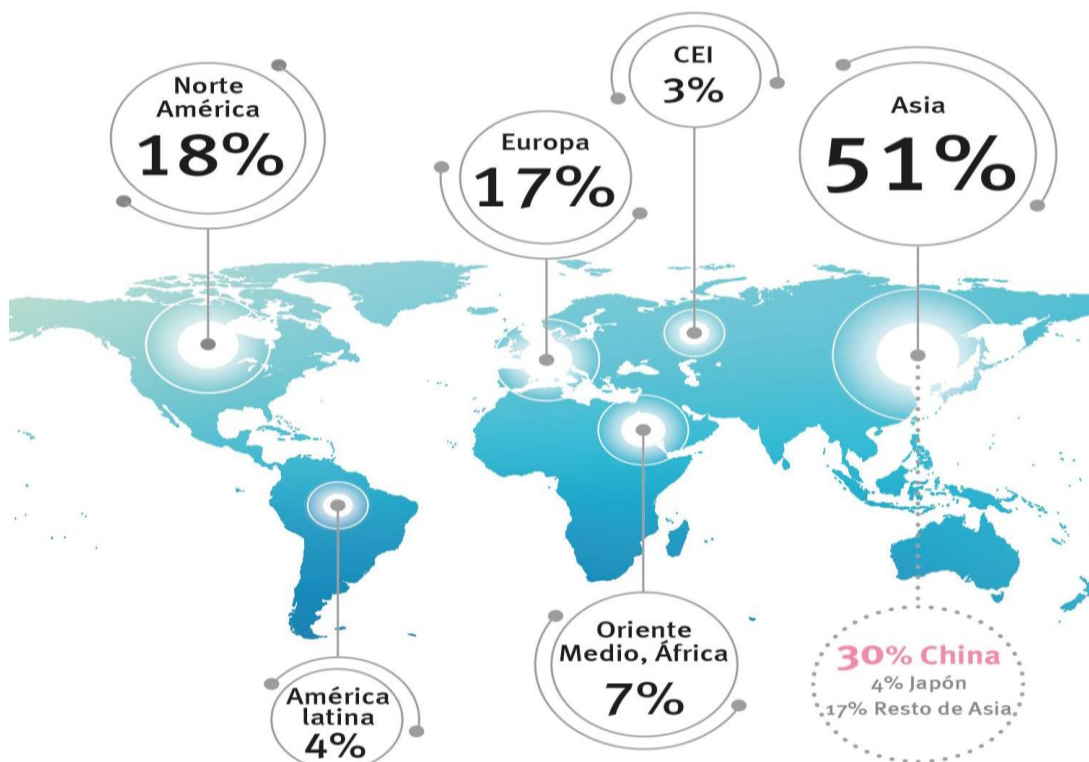 Norte
América
18%
Europa
17%
CEI
3%
Asia
51%
América
latina
4%
Oriente
Medio, África
7%
30% China
4% Japón
17% Resto de Asia